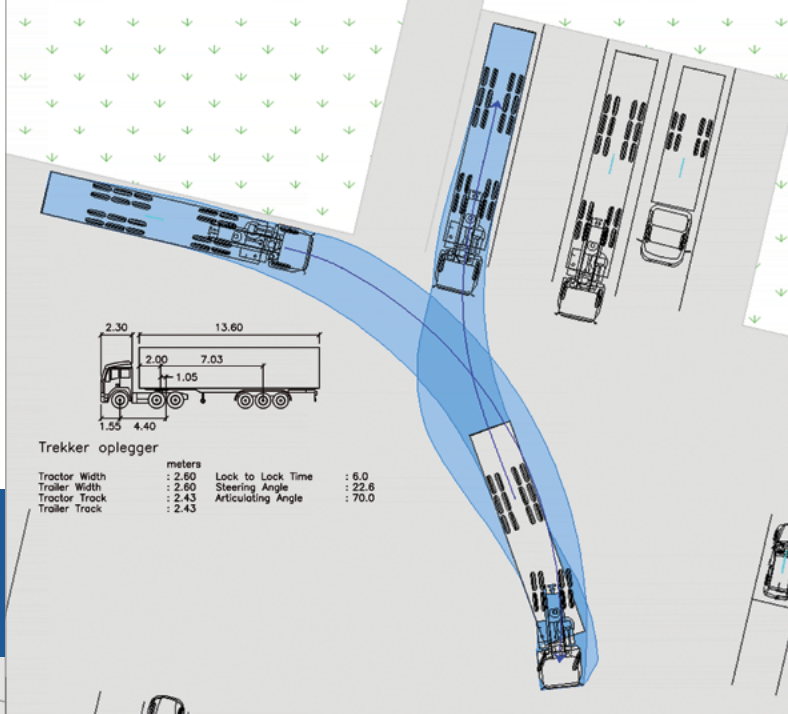 2.30 13.60
2.00 7.03
1.05
1.55 4.40
Trekker oplegger
meters
Tractor Width : 2.60 Lock to Lock Time : 6.0
Trailer Width : 2.60 Steering Angle : 22.6
Tractor Track : 2.43 Articulating Angle : 70.0
Trailer Track : 2.43